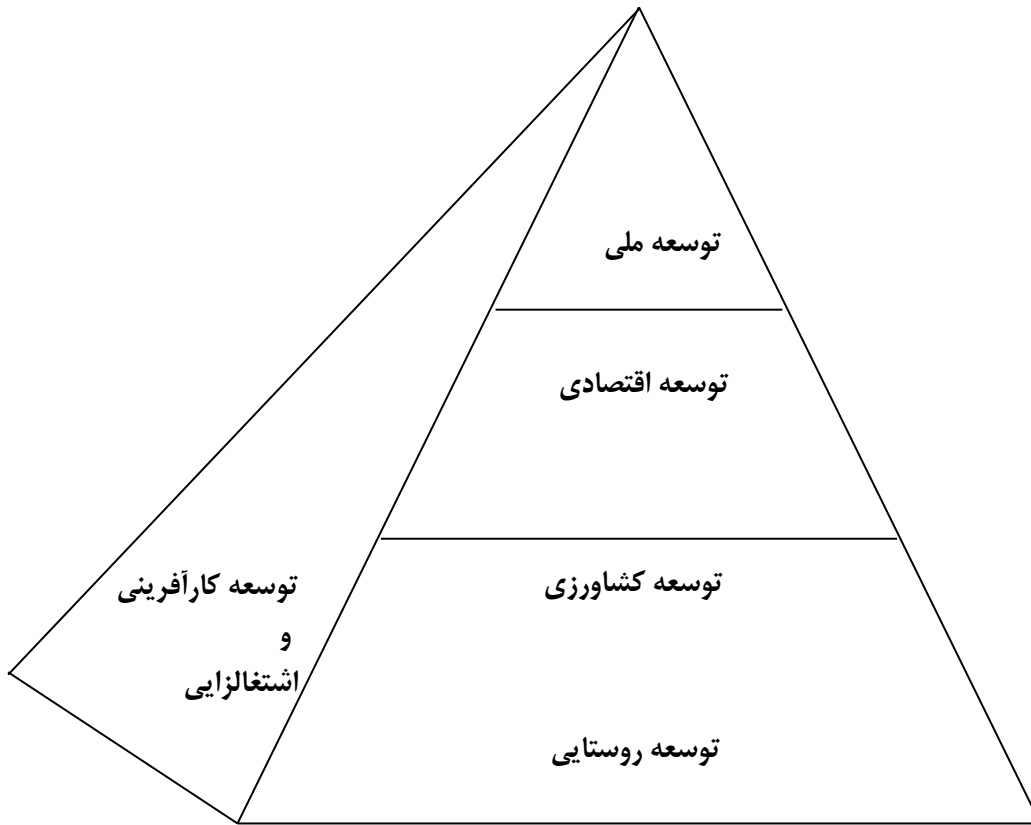 توسعه ملی
توسعه اقتصادی
توسعه کشاورزی
توسعه روستایی
توسعه کارآفرینی
و
اشتغالزایی